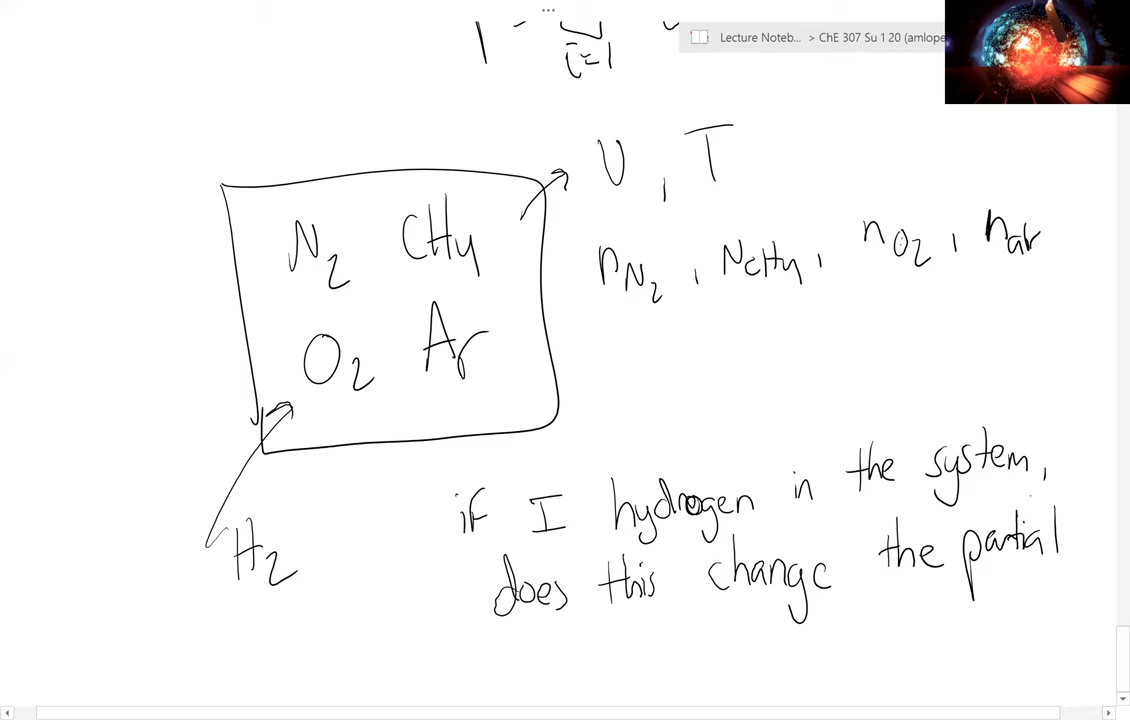 i=1
Lecture Noteb... > ChE 307 Su 1 20 (amlope
U, T
N2 CH4
nN2, NCH4, nO2, nar
O2 Ar
if I hydrogen in the system,
H2
does this change the partial